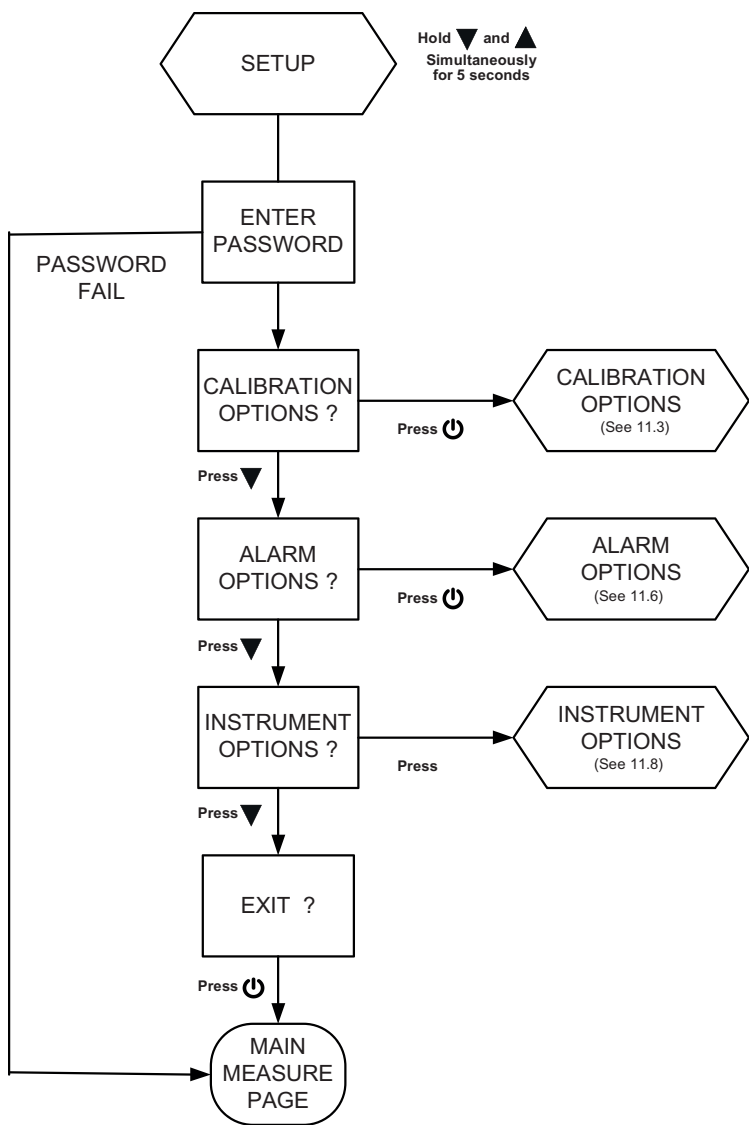 SETUP
Hold ▼ and ▲
Simultaneously
for 5 seconds
ENTER
PASSWORD
PASSWORD
FAIL
CALIBRATION
OPTIONS ?
Press ⏻
CALIBRATION
OPTIONS
(See 11.3)
Press ▼
ALARM
OPTIONS ?
Press ⏻
ALARM
OPTIONS
(See 11.6)
Press ▼
INSTRUMENT
OPTIONS ?
Press
INSTRUMENT
OPTIONS
(See 11.8)
Press ▼
EXIT ?
Press ⏻
MAIN
MEASURE
PAGE